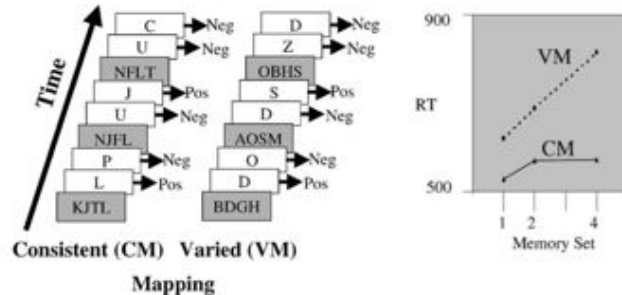 C Neg
U Neg
NFLT
J Pos
U Neg
NJFL
P Neg
L Pos
KJTL
D Neg
Z Neg
OBHS
S Pos
D Neg
AOSM
O Neg
D Pos
BDGH
Time
Consistent (CM) Varied (VM)
Mapping
900
VM
RT
CM
500
1 2 4
Memory Set